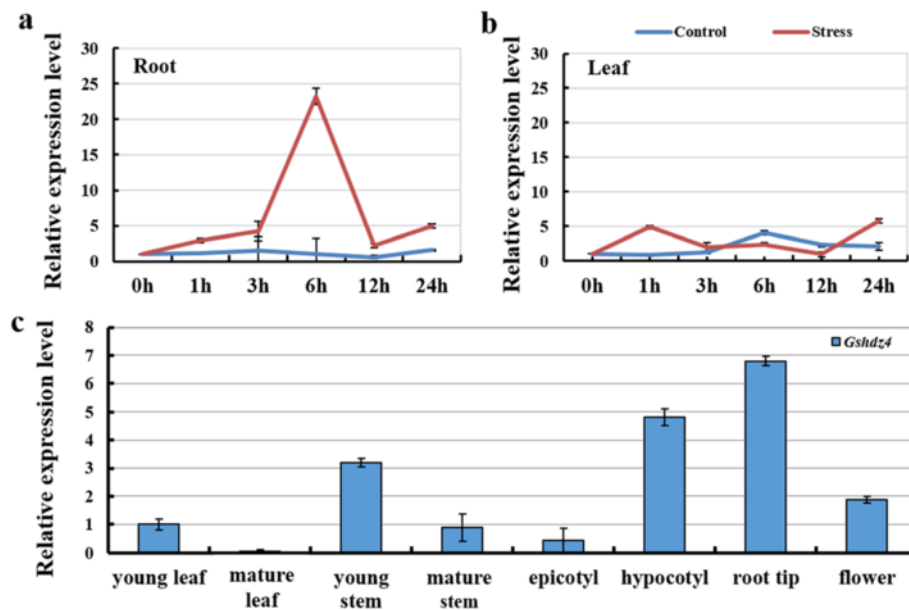 a
b
Control
Stress
Relative expression level
30
25
20
15
10
5
0
Root
0h
1h
3h
6h
12h
24h
Relative expression level
30
25
20
15
10
5
0
Leaf
0h
1h
3h
6h
12h
24h
c
Relative expression level
8
7
6
5
4
3
2
1
0
Gshdz4
young leaf
mature
leaf
young
stem
mature
stem
epicotyl
hypocotyl
root tip
flower